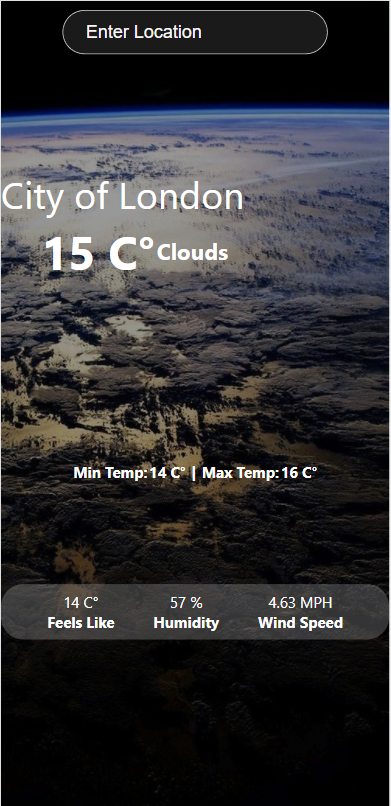 Enter Location
City of London
15 C° Clouds
Min Temp:14 C° | Max Temp:16 C°
14 C° 57 % 4.63 MPH
Feels Like Humidity Wind Speed